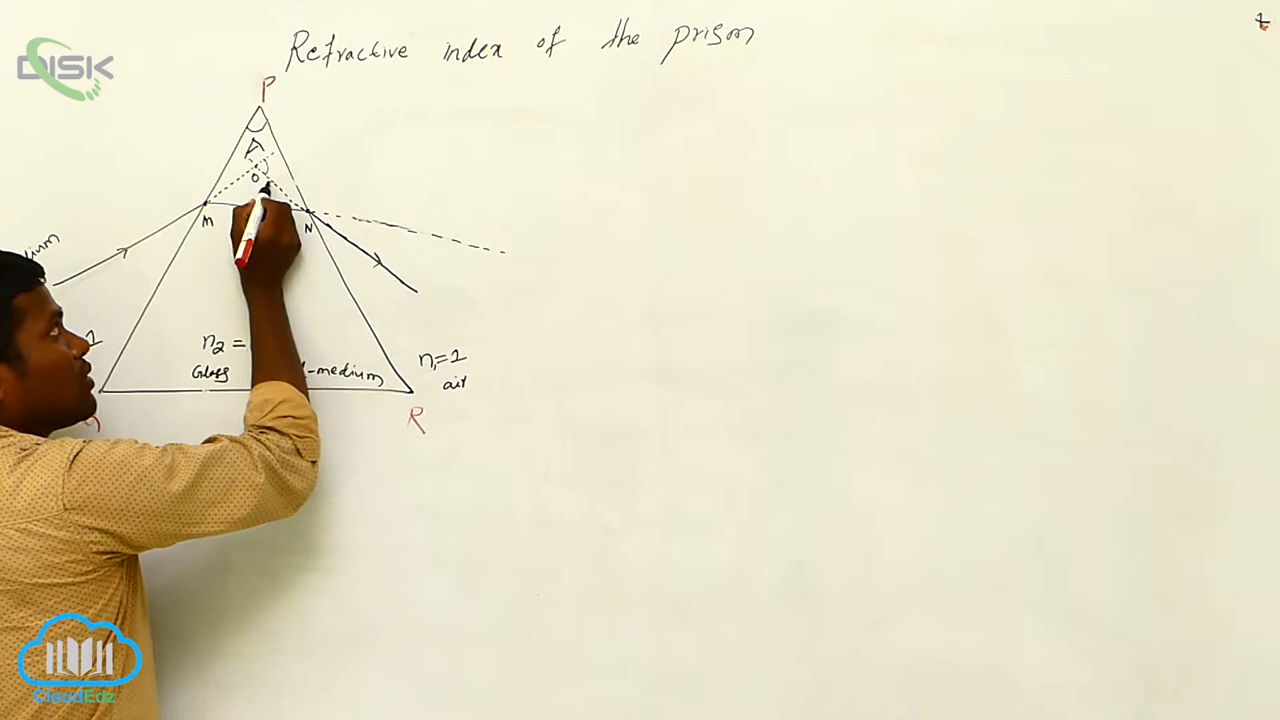 DISK
Refractive index of the prism
P
A
O
M
N
n2 =
Glass
-medium
n1=1
air
R
CloudEdz